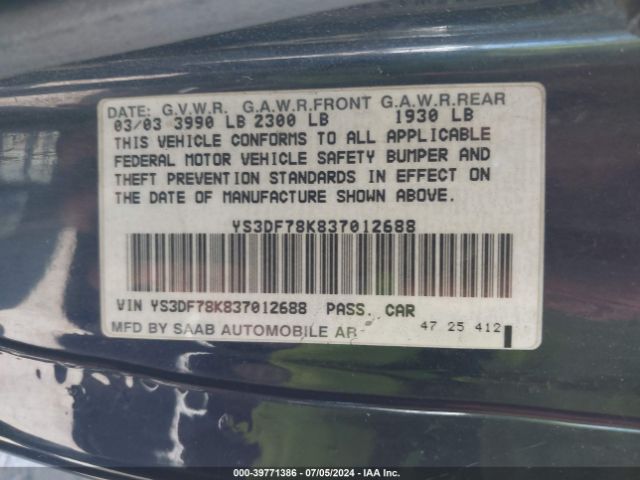 DATE: G.V.W.R. G.A.W.R.FRONT G.A.W.R.REAR
03/03 3990 LB 2300 LB 1930 LB
THIS VEHICLE CONFORMS TO ALL APPLICABLE
FEDERAL MOTOR VEHICLE SAFETY BUMPER AND
THEFT PREVENTION STANDARDS IN EFFECT ON
THE DATE OF MANUFACTURE SHOWN ABOVE.
YS3DF78K837012688
VIN YS3DF78K837012688 PASS. CAR
MFD BY SAAB AUTOMOBILE AB 47 25 412
000-39771386 - 07/05/2024 - IAA Inc.